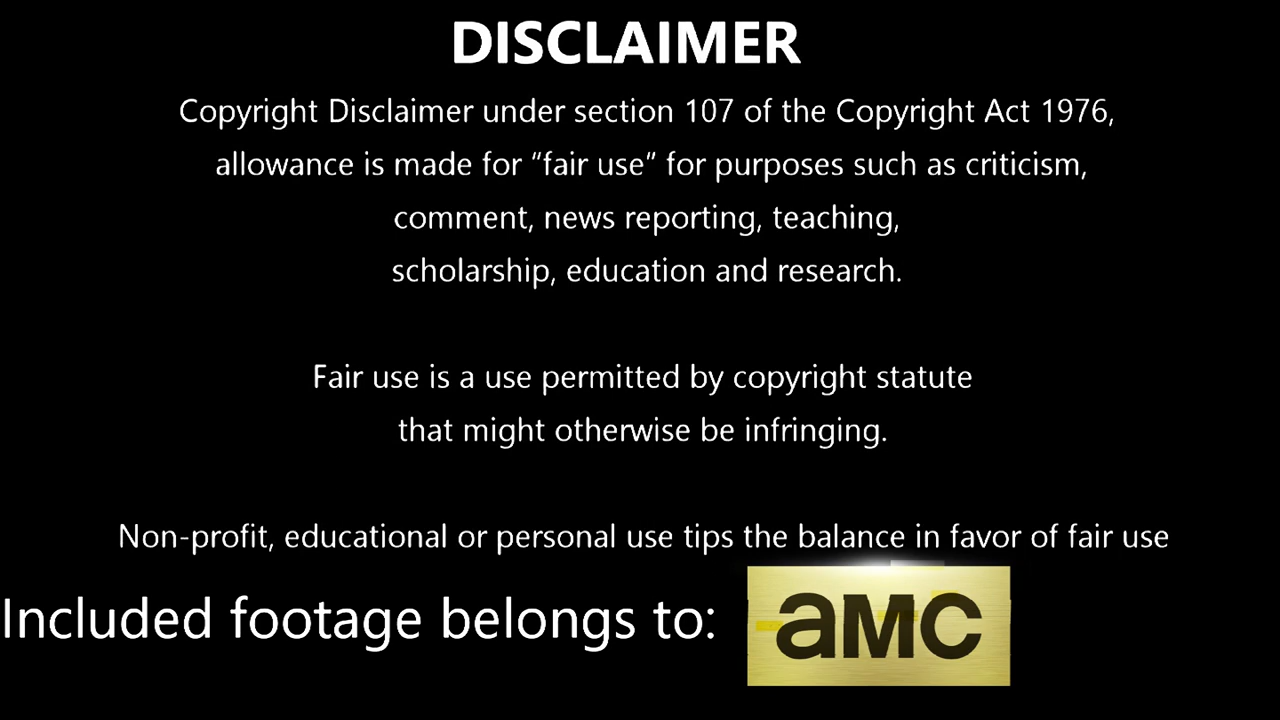 DISCLAIMER
Copyright Disclaimer under section 107 of the Copyright Act 1976,
allowance is made for “fair use” for purposes such as criticism,
comment, news reporting, teaching,
scholarship, education and research.
Fair use is a use permitted by copyright statute
that might otherwise be infringing.
Non-profit, educational or personal use tips the balance in favor of fair use
Included footage belongs to: aMC